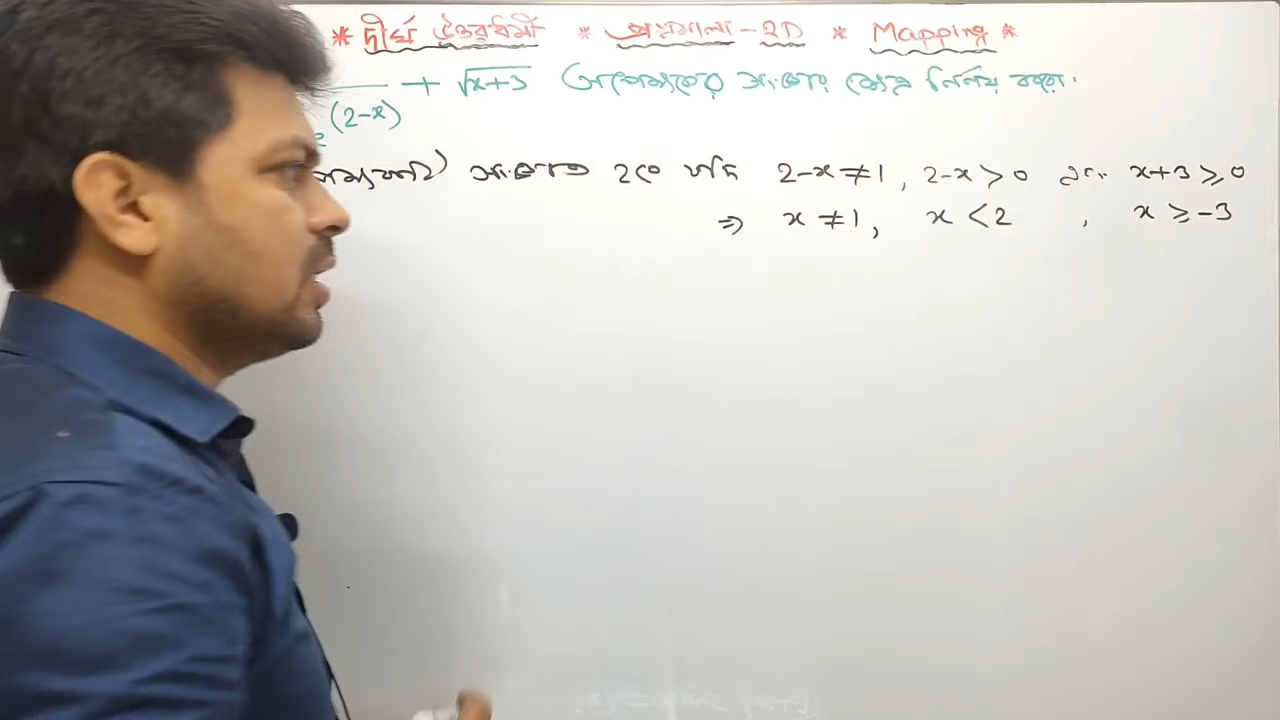 * দীর্ঘ উত্তরধর্মী * প্রশ্নমালা - 2D * Mapping *
+ √x+3 অপেক্ষকের সংজ্ঞার ক্ষেত্র নির্ণয় করো।
e (2-x)
সংজ্ঞাত হবে যদি 2-x ≠ 1, 2-x > 0 এবং x+3 ≥ 0
⇒ x ≠ 1, x < 2, x ≥ -3